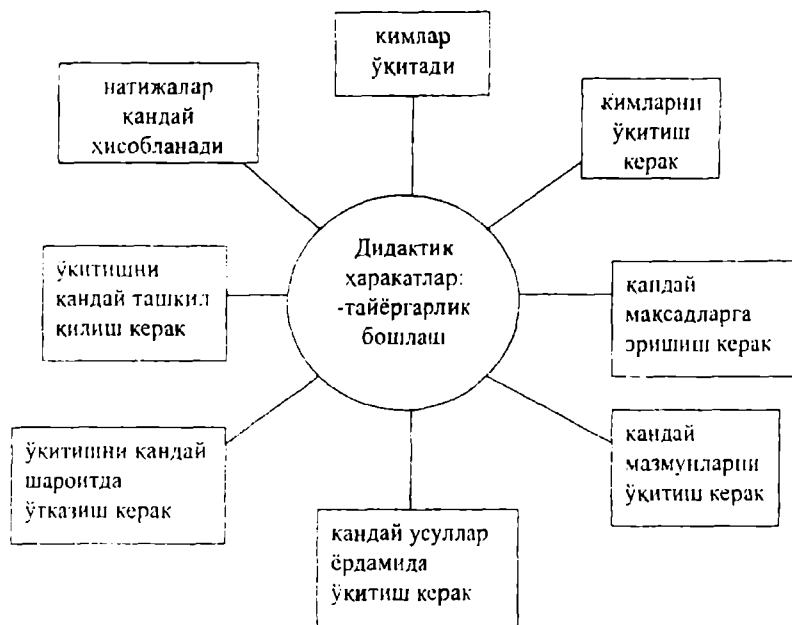 кимлар
ўқитади
кимларни
ўқитиш
керак
қандай
мақсадларга
эришиш керак
қандай
мазмунларни
ўқитиш керак
қандай усуллар
ёрдамида
ўқитиш керак
ўқитишни қандай
шароитда
ўтказиш керак
ўқитишни
қандай ташкил
қилиш керак
натижалар
қандай
ҳисобланади
Дидактик
ҳаракатлар:
-тайёргарлик
бошлаш